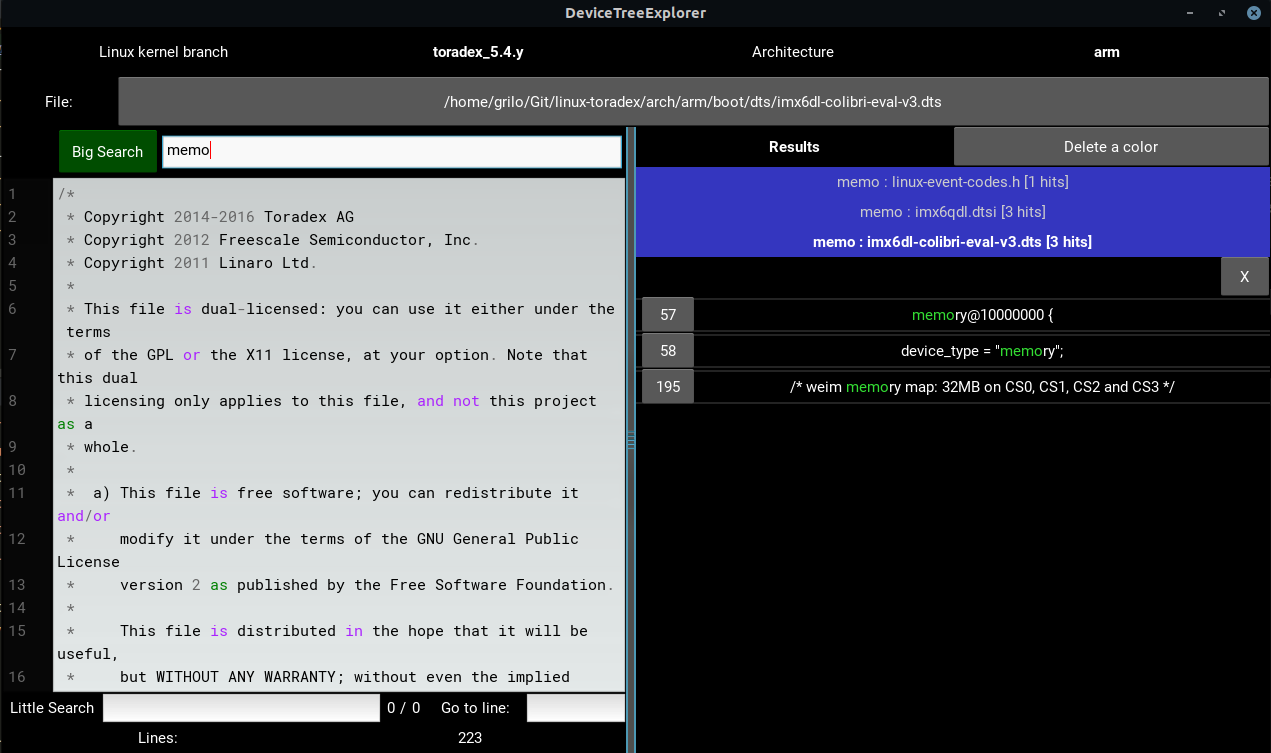 DeviceTreeExplorer
Linux kernel branch toradex_5.4.y Architecture arm
File: /home/grilo/Git/linux-toradex/arch/arm/boot/dts/imx6dl-colibri-eval-v3.dts
Big Search memo
1 /*
2 * Copyright 2014-2016 Toradex AG
3 * Copyright 2012 Freescale Semiconductor, Inc.
4 * Copyright 2011 Linaro Ltd.
5 *
6 * This file is dual-licensed: you can use it either under the
terms
7 * of the GPL or the X11 license, at your option. Note that
this dual
8 * licensing only applies to this file, and not this project
as a
9 * whole.
10 *
11 * a) This file is free software; you can redistribute it
and/or
12 * modify it under the terms of the GNU General Public
License
13 * version 2 as published by the Free Software Foundation.
14 *
15 * This file is distributed in the hope that it will be
useful,
16 * but WITHOUT ANY WARRANTY; without even the implied
Little Search 0 / 0 Go to line:
Lines: 223
Results Delete a color
memo : linux-event-codes.h [1 hits]
memo : imx6qdl.dtsi [3 hits]
memo : imx6dl-colibri-eval-v3.dts [3 hits]
X
57 memory@10000000 {
58 device_type = "memory";
195 /* weim memory map: 32MB on CS0, CS1, CS2 and CS3 */